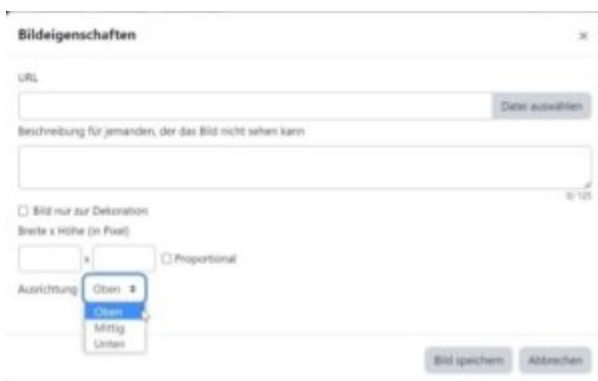 Bildeigenschaften ×
URL
Datei auswählen
Beschreibung für jemanden, der das Bild nicht sehen kann
0/125
Bild nur zur Dekoration
Breite x Höhe (in Pixel)
x Proportional
Ausrichtung Oben
Oben
Mittig
Unten
Bild speichern Abbrechen